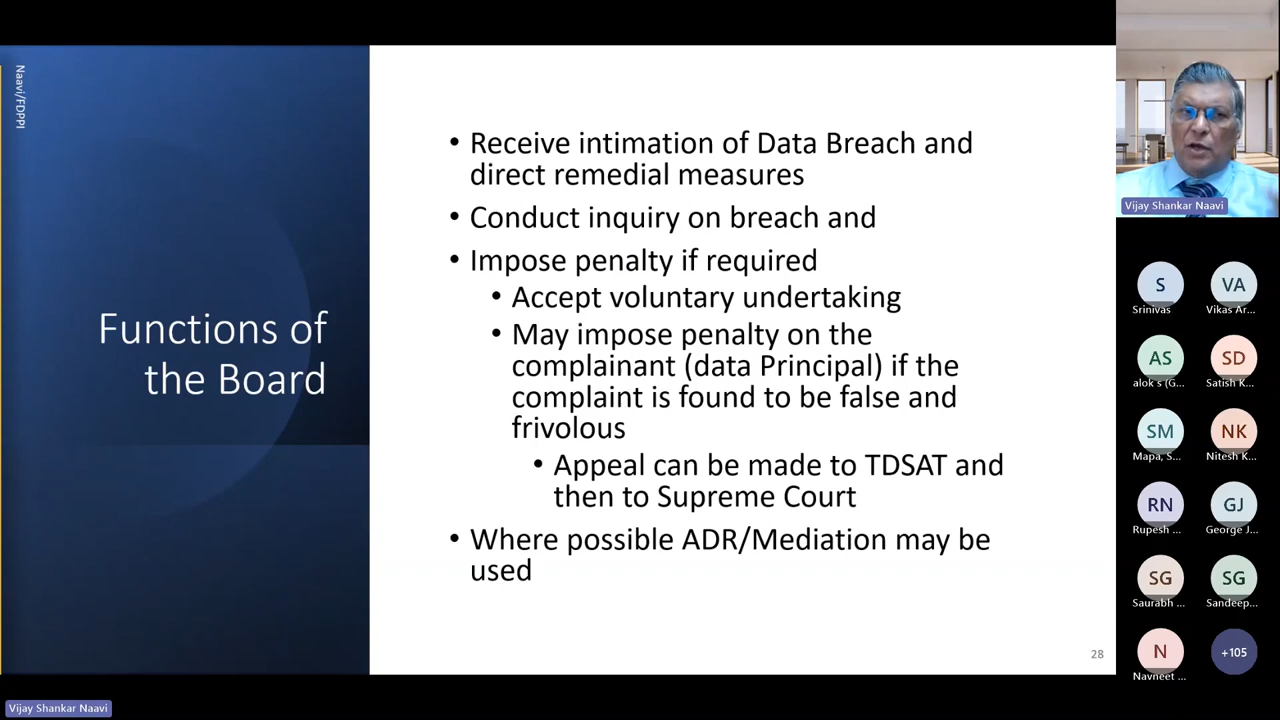 Naavi/FDPPI
Functions of
the Board
• Receive intimation of Data Breach and
direct remedial measures
• Conduct inquiry on breach and
• Impose penalty if required
• Accept voluntary undertaking
• May impose penalty on the
complainant (data Principal) if the
complaint is found to be false and
frivolous
• Appeal can be made to TDSAT and
then to Supreme Court
• Where possible ADR/Mediation may be
used
28
Vijay Shankar Naavi
S
Srinivas
VA
Vikas Ar...
AS
alok s (G...
SD
Satish K...
SM
Mapa, S...
NK
Nitesh K...
RN
Rupesh ...
GJ
George J...
SG
Saurabh ...
SG
Sandeep...
N
Navneet ...
+105
Vijay Shankar Naavi